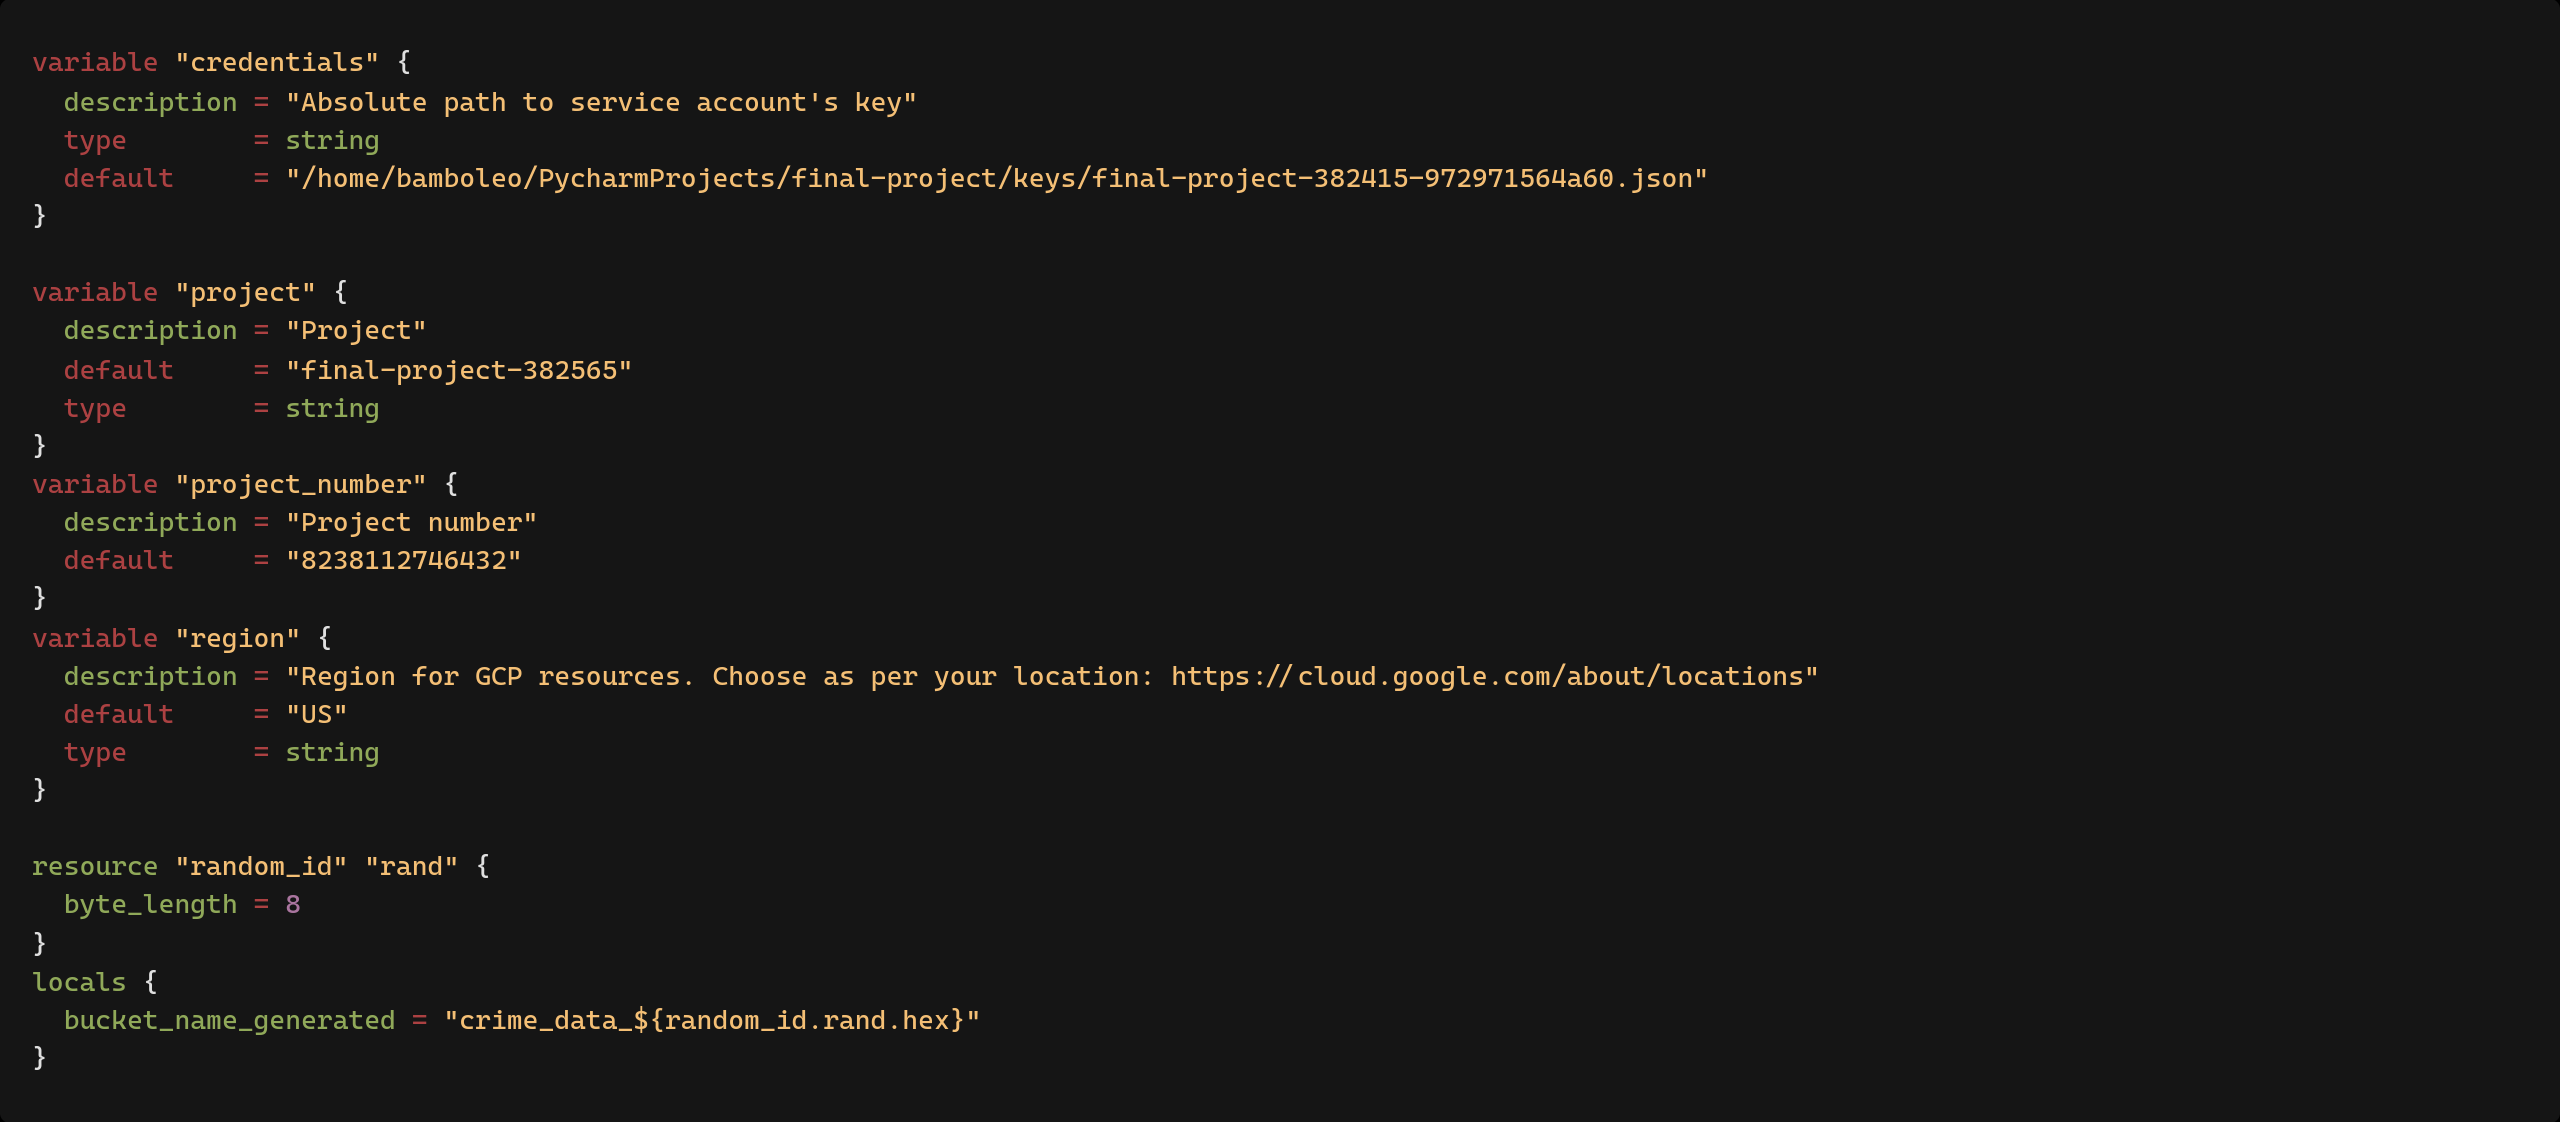 variable "credentials" {
  description = "Absolute path to service account's key"
  type        = string
  default     = "/home/bamboleo/PycharmProjects/final-project/keys/final-project-382415-972971564a60.json"
}

variable "project" {
  description = "Project"
  default     = "final-project-382565"
  type        = string
}
variable "project_number" {
  description = "Project number"
  default     = "8238112746432"
}
variable "region" {
  description = "Region for GCP resources. Choose as per your location: https://cloud.google.com/about/locations"
  default     = "US"
  type        = string
}

resource "random_id" "rand" {
  byte_length = 8
}
locals {
  bucket_name_generated = "crime_data_${random_id.rand.hex}"
}